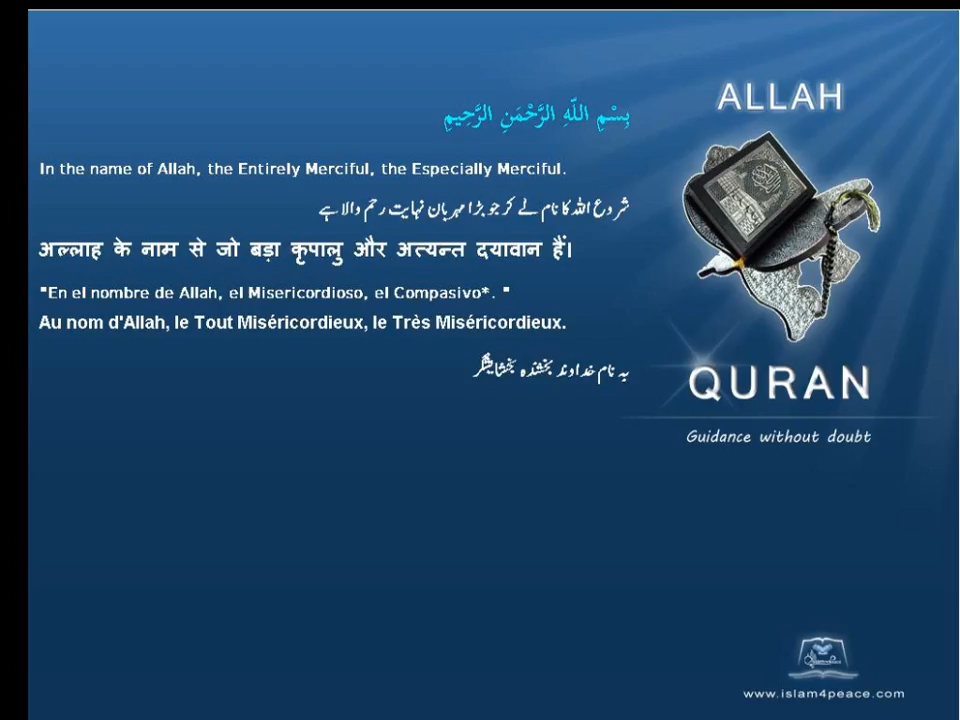 بِسْمِ اللَّهِ الرَّحْمَنِ الرَّحِيمِ
In the name of Allah, the Entirely Merciful, the Especially Merciful.
شروع الله کا نام لے کر جو بڑا مہربان نہایت رحم والا ہے
अल्लाह के नाम से जो बड़ा कृपालु और अत्यन्त दयावान हैं।
"En el nombre de Allah, el Misericordioso, el Compasivo*. "
Au nom d'Allah, le Tout Miséricordieux, le Très Miséricordieux.
به نام خداوند بخشنده بخشایشگر
ALLAH
QURAN
Guidance without doubt
www.islam4peace.com